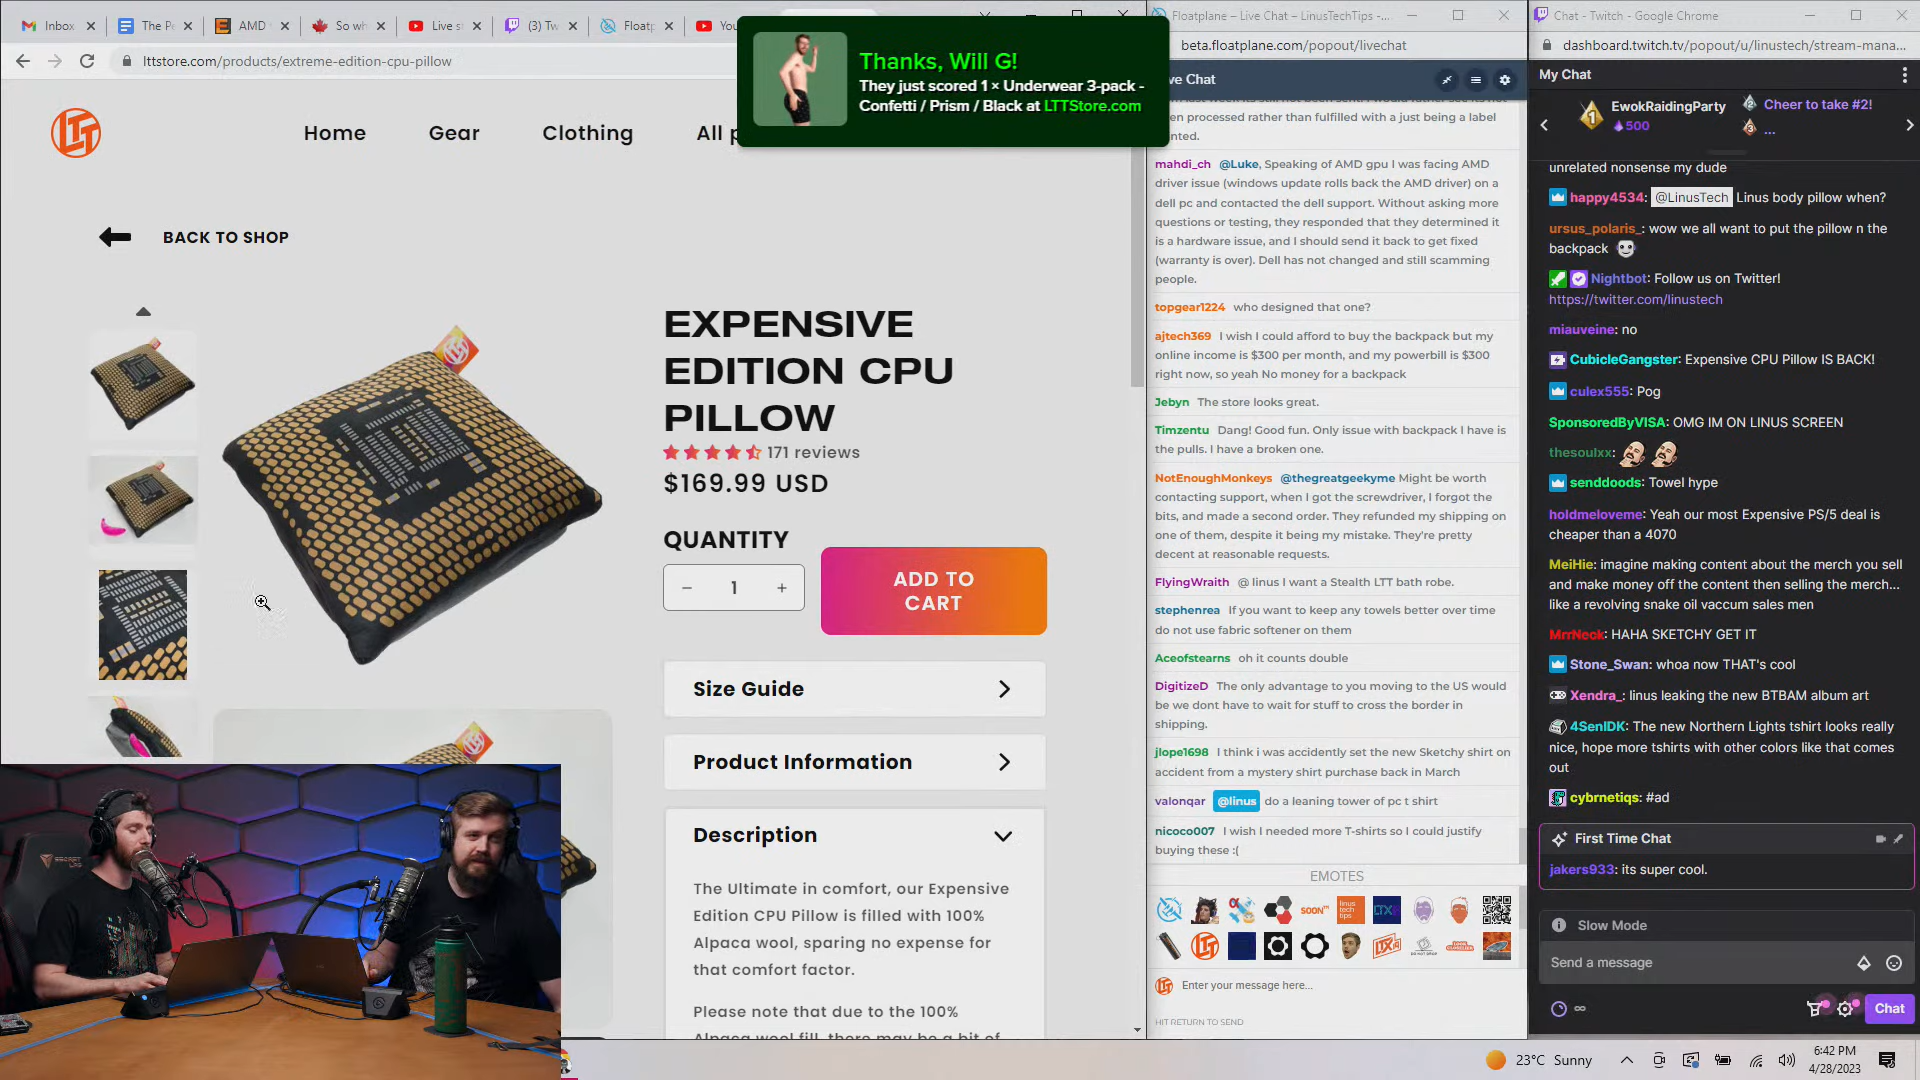 Inbox
The P
AMD
So wh
Live s
(3) Tw
Floatp
You
lttstore.com/products/extreme-edition-cpu-pillow
Thanks, Will G!
They just scored 1 × Underwear 3-pack -
Confetti / Prism / Black at LTTStore.com
Home
Gear
Clothing
All p
BACK TO SHOP
EXPENSIVE
EDITION CPU
PILLOW
171 reviews
$169.99 USD
QUANTITY
− 1 +
ADD TO
CART
Size Guide
Product Information
Description
The Ultimate in comfort, our Expensive
Edition CPU Pillow is filled with 100%
Alpaca wool, sparing no expense for
that comfort factor.
Please note that due to the 100%
Alpaca wool fill, there may be a bit of
Floatplane – Live Chat – LinusTechTips -...
beta.floatplane.com/popout/livechat
ve Chat
en processed rather than fulfilled with a just being a label
nted.
mahdi_ch @Luke, Speaking of AMD gpu I was facing AMD
driver issue (windows update rolls back the AMD driver) on a
dell pc and contacted the dell support. Without asking more
questions or testing, they responded that they determined it
is a hardware issue, and I should send it back to get fixed
(warranty is over). Dell has not changed and still scamming
people.
topgear1224 who designed that one?
ajtech369 I wish I could afford to buy the backpack but my
online income is $300 per month, and my powerbill is $300
right now, so yeah No money for a backpack
Jebyn The store looks great.
Timzentu Dang! Good fun. Only issue with backpack I have is
the pulls. I have a broken one.
NotEnoughMonkeys @thegreatgeekyme Might be worth
contacting support, when I got the screwdriver, I forgot the
bits, and made a second order. They refunded my shipping on
one of them, despite it being my mistake. They're pretty
decent at reasonable requests.
FlyingWraith @ linus I want a Stealth LTT bath robe.
stephenrea If you want to keep any towels better over time
do not use fabric softener on them
Aceofstearns oh it counts double
DigitizeD The only advantage to you moving to the US would
be we dont have to wait for stuff to cross the border in
shipping.
jlope1698 I think i was accidently set the new Sketchy shirt on
accident from a mystery shirt purchase back in March
valonqar @linus do a leaning tower of pc t shirt
nicoco007 I wish I needed more T-shirts so I could justify
buying these :(
EMOTES
SOON™
linus
tech
tips
Enter your message here...
HIT RETURN TO SEND
Chat - Twitch - Google Chrome
dashboard.twitch.tv/popout/u/linustech/stream-mana...
My Chat
1
EwokRaidingParty
500
2
Cheer to take #2!
3
...
unrelated nonsense my dude
happy4534: @LinusTech Linus body pillow when?
ursus_polaris_: wow we all want to put the pillow n the
backpack
Nightbot: Follow us on Twitter!
https://twitter.com/linustech
miauveine: no
CubicleGangster: Expensive CPU Pillow IS BACK!
culex555: Pog
SponsoredByVISA: OMG IM ON LINUS SCREEN
thesoulxx:
senddoods: Towel hype
holdmeloveme: Yeah our most Expensive PS/5 deal is
cheaper than a 4070
MeiHie: imagine making content about the merch you sell
and make money off the content then selling the merch...
like a revolving snake oil vaccum sales men
MrrNeck: HAHA SKETCHY GET IT
Stone_Swan: whoa now THAT's cool
Xendra_: linus leaking the new BTBAM album art
4SenIDK: The new Northern Lights tshirt looks really
nice, hope more tshirts with other colors like that comes
out
cybrnetiqs: #ad
First Time Chat
jakers933: its super cool.
Slow Mode
Send a message
Chat
23°C Sunny
6:42 PM
4/28/2023